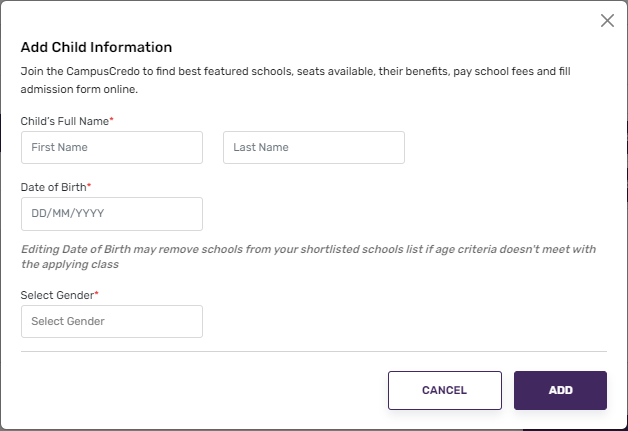 Add Child Information
Join the CampusCredo to find best featured schools, seats available, their benefits, pay school fees and fill
admission form online.
Child's Full Name*
First Name
Last Name
Date of Birth*
DD/MM/YYYY
Editing Date of Birth may remove schools from your shortlisted schools list if age criteria doesn't meet with
the applying class
Select Gender*
Select Gender
CANCEL
ADD